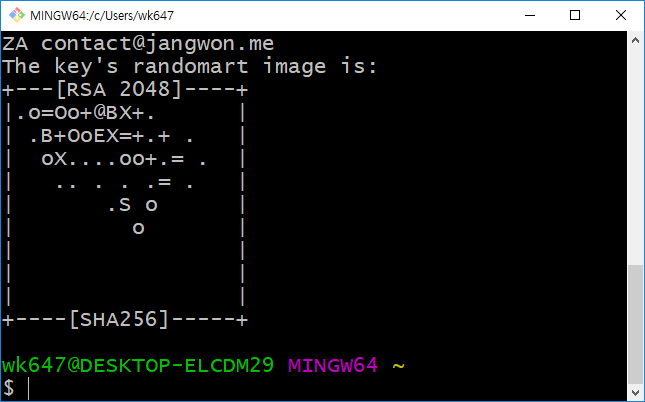 MINGW64:/c/Users/wk647
ZA contact@jangwon.me
The key's randomart image is:
+---[RSA 2048]----+
|.o=Oo+@BX+.      |
| .B+OoEX=+.+ .   |
|  oX....oo+.= .  |
|   .. . . .= .   |
|       .S o      |
|         o       |
|                 |
|                 |
|                 |
+----[SHA256]-----+
wk647@DESKTOP-ELCDM29 MINGW64 ~
$